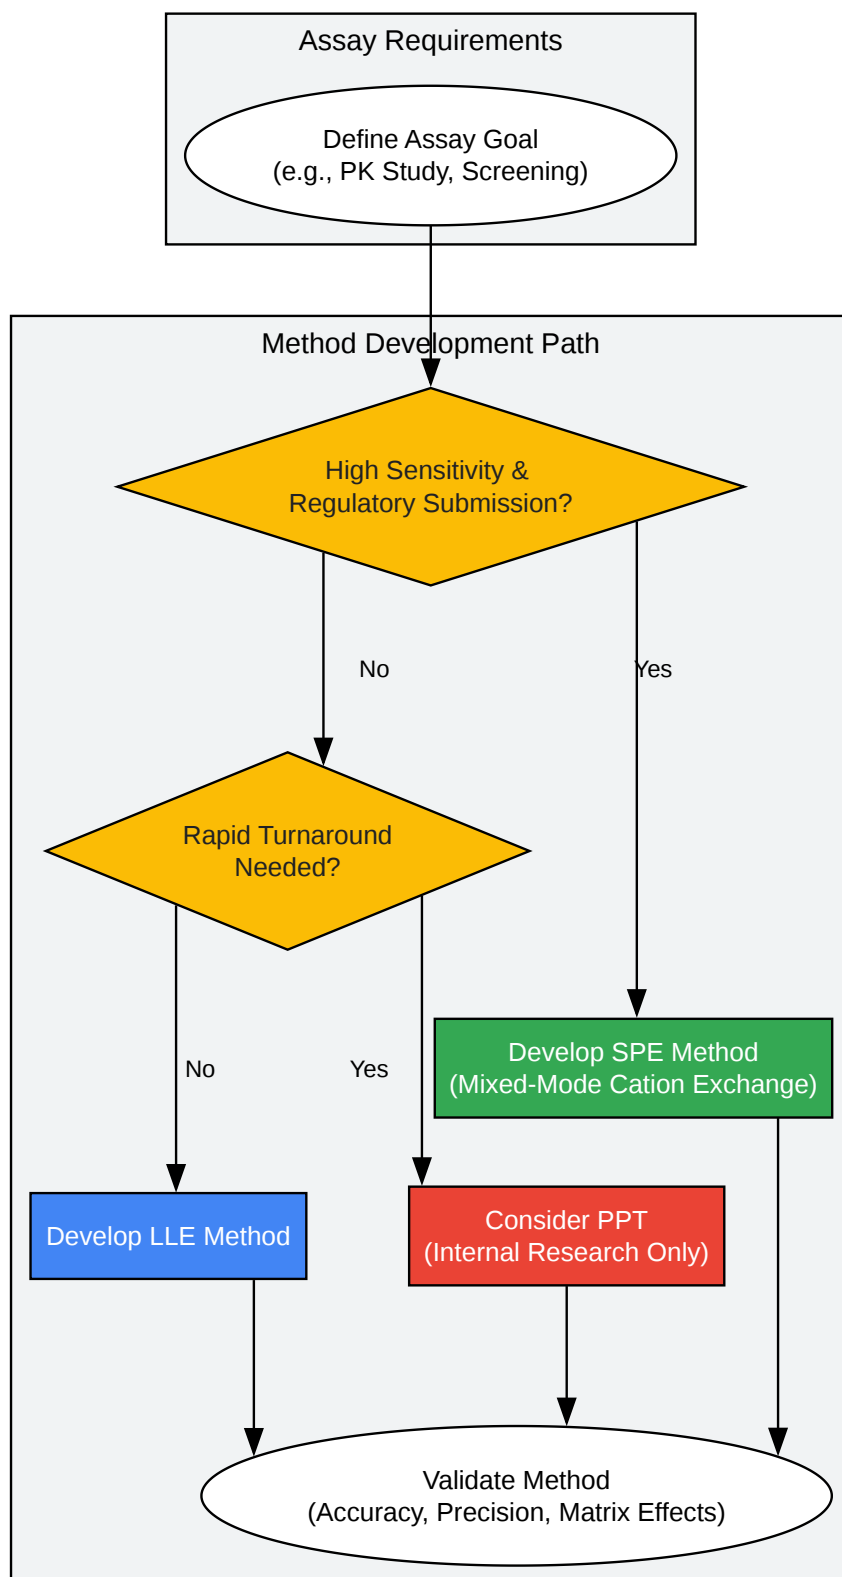 Assay Requirements
Define Assay Goal
(e.g., PK Study, Screening)
Method Development Path
High Sensitivity &
Regulatory Submission?
No
Yes
Rapid Turnaround
Needed?
No
Yes
Develop SPE Method
(Mixed-Mode Cation Exchange)
Develop LLE Method
Consider PPT
(Internal Research Only)
Validate Method
(Accuracy, Precision, Matrix Effects)